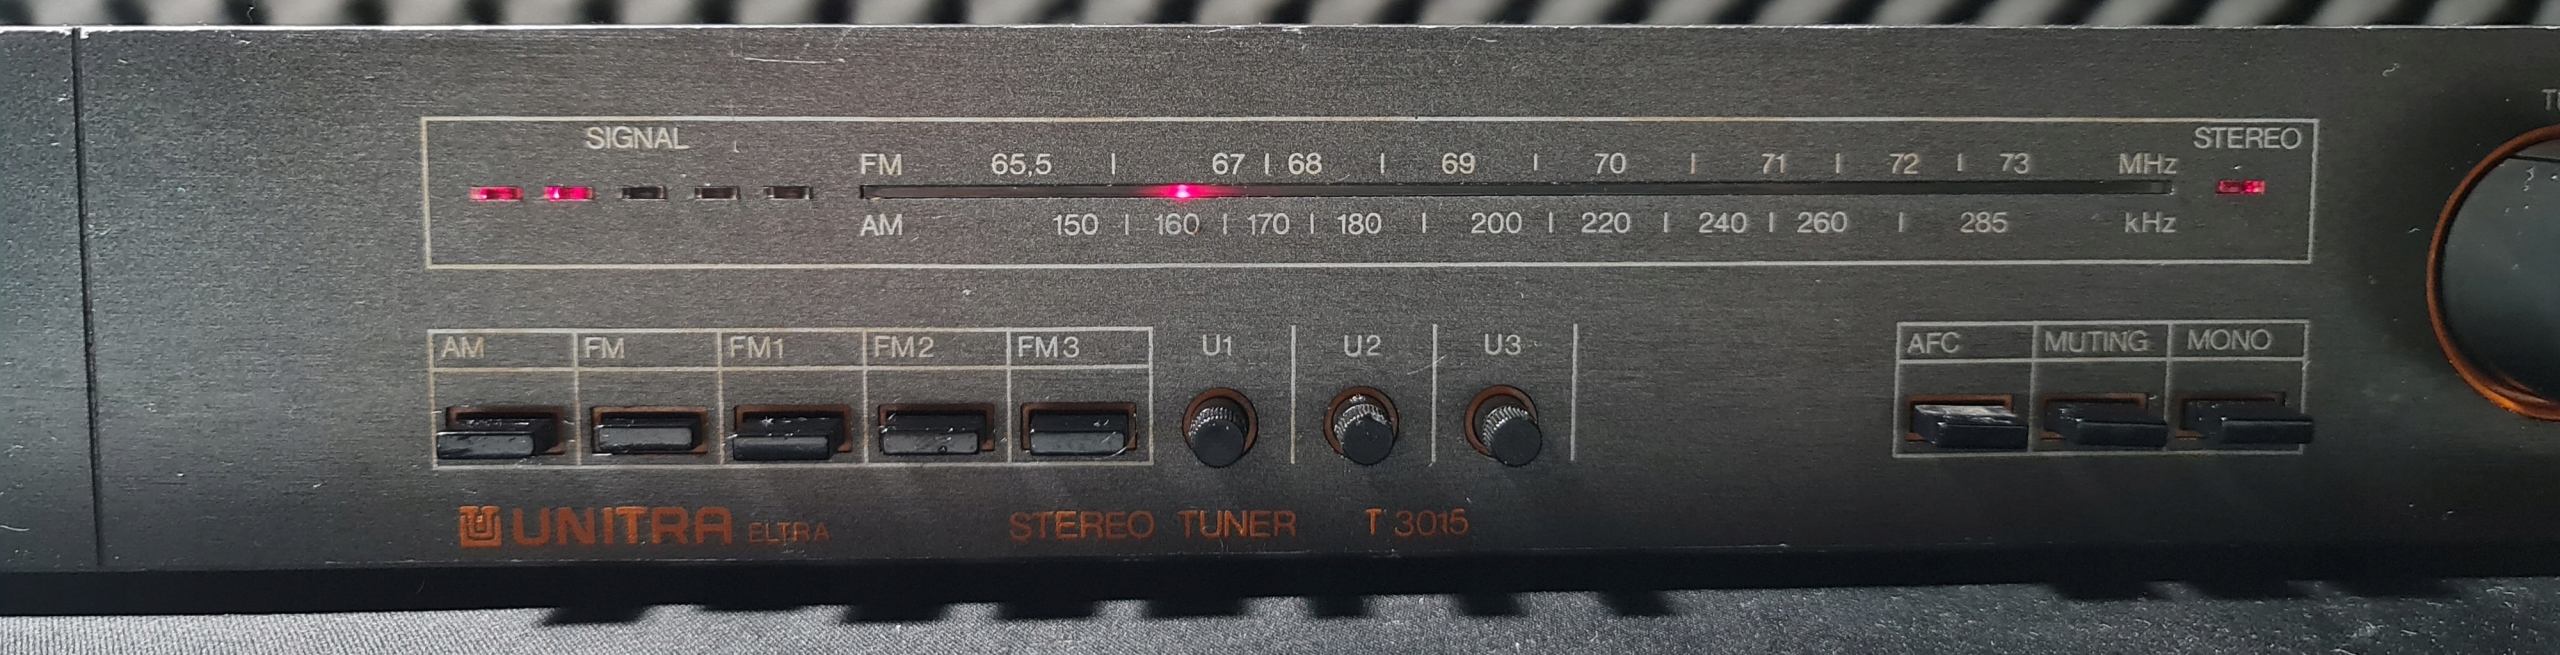 TU
SIGNAL
STEREO
FM 65,5 | 67 | 68 | 69 | 70 | 71 | 72 | 73 MHz
AM 150 | 160 | 170 | 180 | 200 | 220 | 240 | 260 | 285 kHz
AM FM FM1 FM2 FM3 U1 U2 U3 AFC MUTING MONO
UNITRA ELTRA STEREO TUNER T 3015